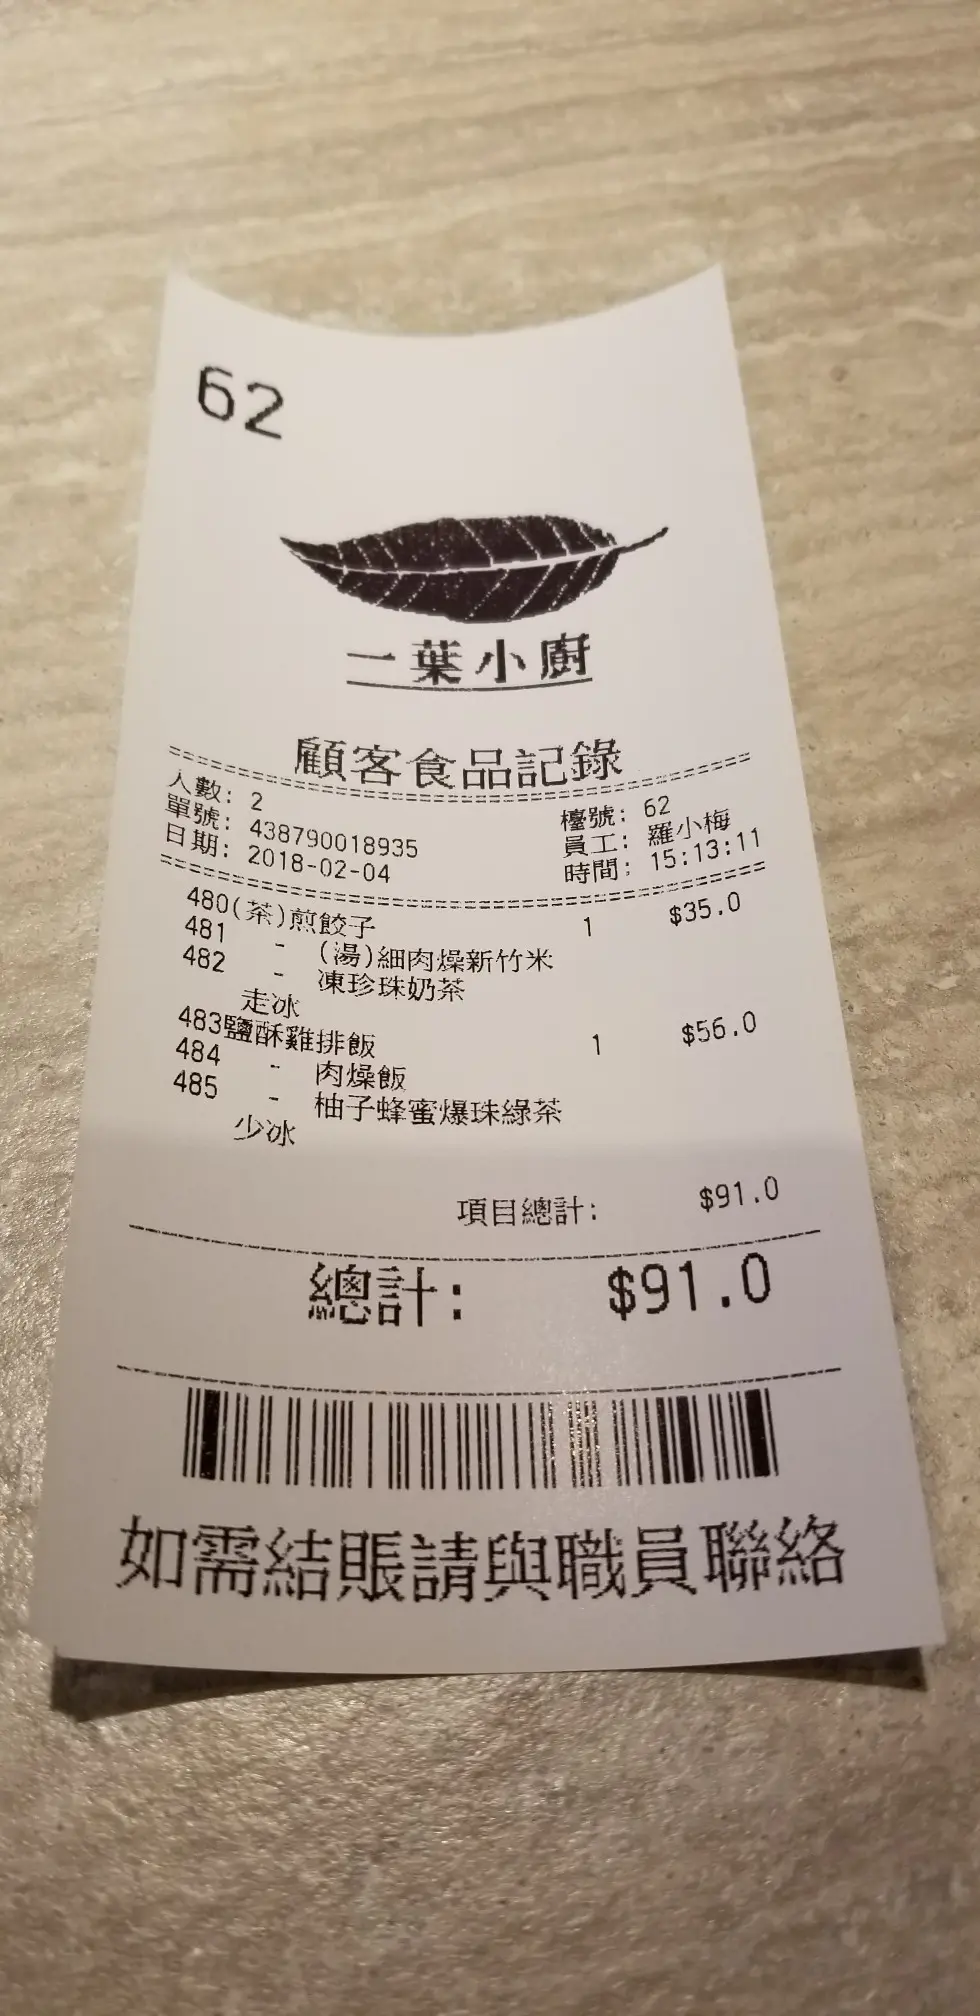 62
一葉小廚
顧客食品記錄
人數: 2 檯號: 62
單號: 438790018935 員工: 羅小梅
日期: 2018-02-04 時間: 15:13:11
480(茶)煎餃子 1 $35.0
481 - (湯)細肉燥新竹米
482 - 凍珍珠奶茶
走冰
483鹽酥雞排飯 1 $56.0
484 - 肉燥飯
485 - 柚子蜂蜜爆珠綠茶
少冰
項目總計: $91.0
總計: $91.0
如需結賬請與職員聯絡